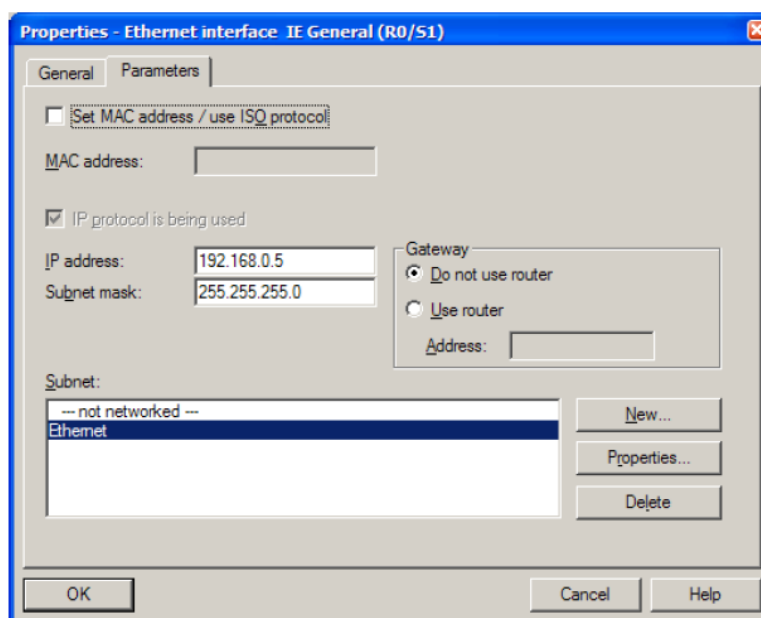 Properties - Ethernet interface IE General (R0/S1)
General
Parameters
Set MAC address / use ISO protocol
MAC address:
IP protocol is being used
IP address:
192.168.0.5
Subnet mask:
255.255.255.0
Gateway
Do not use router
Use router
Address:
Subnet:
--- not networked ---
Ethernet
New...
Properties...
Delete
OK
Cancel
Help